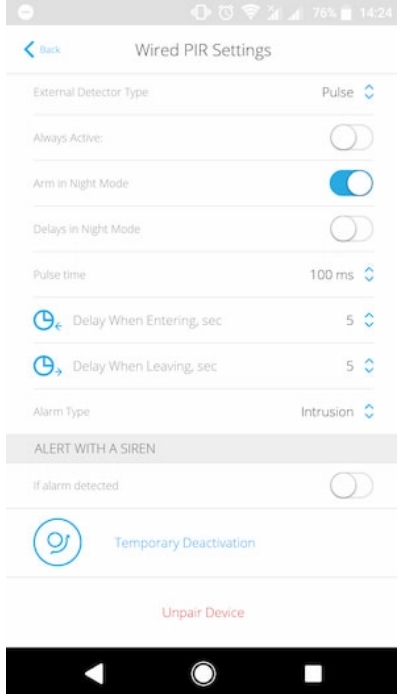 76% 14:24
Back Wired PIR Settings
External Detector Type Pulse
Always Active:
Arm in Night Mode
Delays in Night Mode
Pulse time 100 ms
Delay When Entering, sec 5
Delay When Leaving, sec 5
Alarm Type Intrusion
ALERT WITH A SIREN
If alarm detected
Temporary Deactivation
Unpair Device